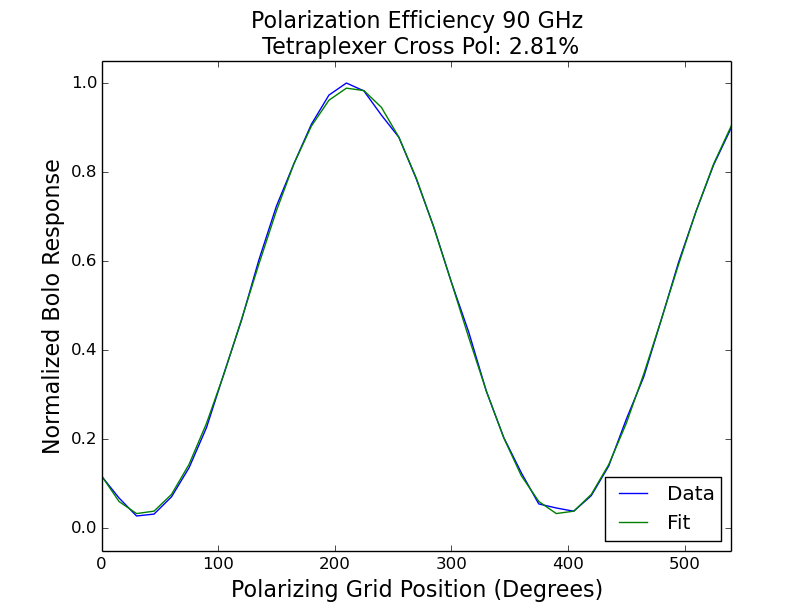 Polarization Efficiency 90 GHz
Tetraplexer Cross Pol: 2.81%
1.0
0.8
0.6
0.4
0.2
0.0
Normalized Bolo Response
0 100 200 300 400 500
Polarizing Grid Position (Degrees)
Data
Fit